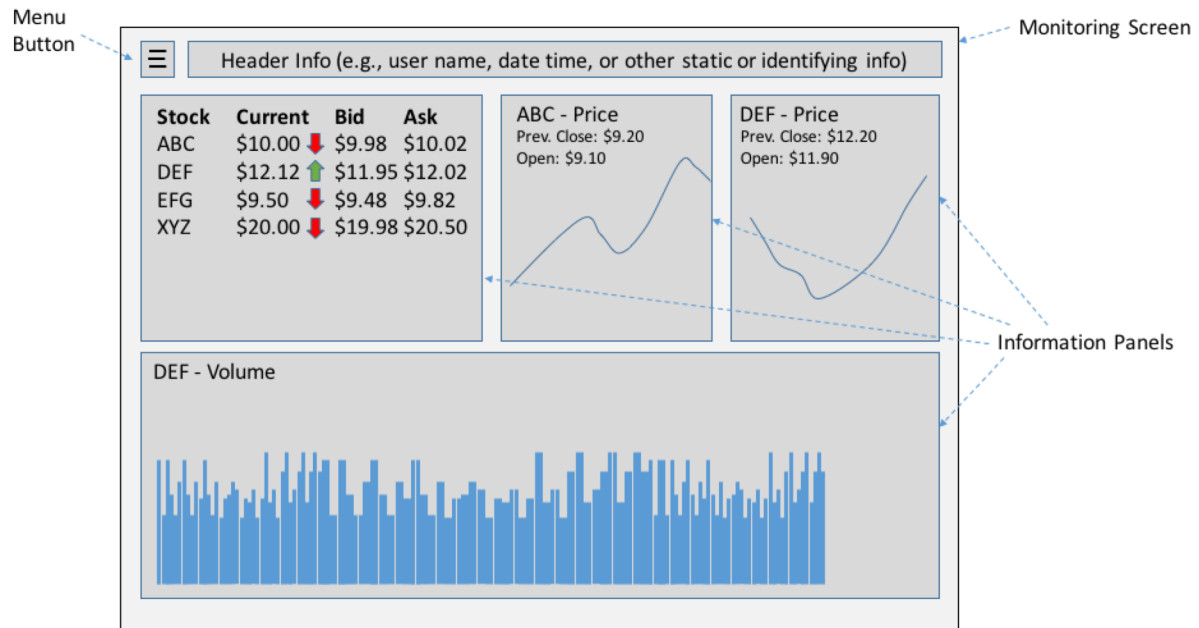 Menu
Button
Monitoring Screen
Header Info (e.g., user name, date time, or other static or identifying info)
Stock Current Bid Ask
ABC $10.00 $9.98 $10.02
DEF $12.12 $11.95 $12.02
EFG $9.50 $9.48 $9.82
XYZ $20.00 $19.98 $20.50
ABC - Price
Prev. Close: $9.20
Open: $9.10
DEF - Price
Prev. Close: $12.20
Open: $11.90
Information Panels
DEF - Volume